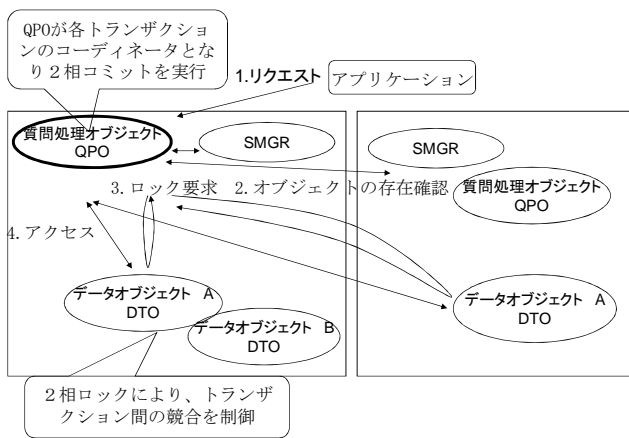 QPOが各トランザクショ
ンのコーディネータとな
り２相コミットを実行
1.リクエスト
アプリケーション
質問処理オブジェクト
QPO
SMGR
SMGR
質問処理オブジェクト
QPO
3.ロック要求
2.オブジェクトの存在確認
4.アクセス
データオブジェクト　A
DTO
データオブジェクト　B
DTO
データオブジェクト　A
DTO
２相ロックにより、トランザ
クション間の競合を制御